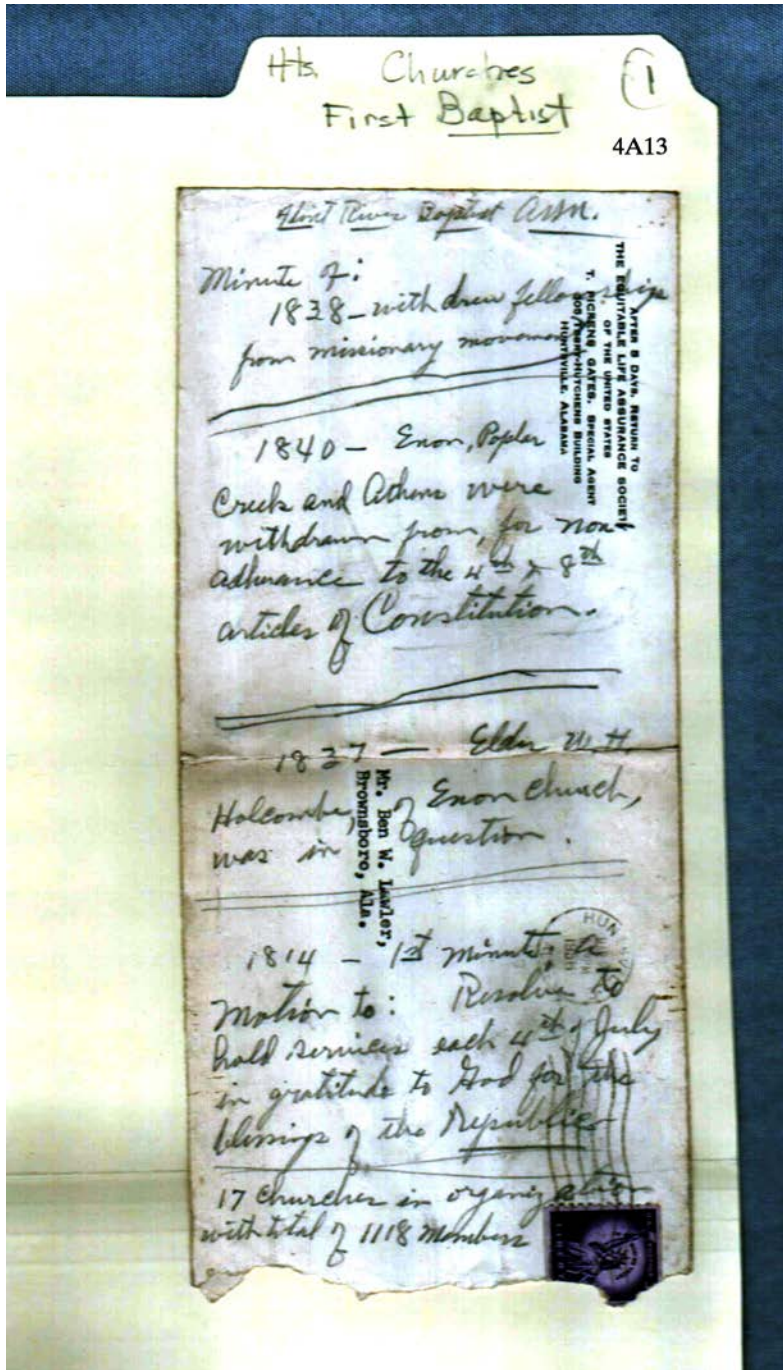 Hts. Churches 1
First Baptist
4A13
Flint River Baptist Assn.
Minute of:
1838 - withdrew fellowship
from missionary movement
AFTER 5 DAYS, RETURN TO
THE EQUITABLE LIFE ASSURANCE SOCIETY
OF THE UNITED STATES
T. PICKENS GATES, SPECIAL AGENT
HUTCHENS BUILDING
HUNTSVILLE, ALABAMA
1840 - Enon, Poplar
Creek and Athens were
withdrawn from, for non
adherance to the 4th & 8th
articles of Constitution.
1837 - Elder W.H.
Holcombe, of Enon church,
was in question.
Mr. Ben W. Lawler,
Brownsboro, Ala.
1814 - 1st minute, a
motion to: Resolve to
hold services each 4th of July
in gratitude to God for the
blessings of the Republic
17 churches in organization
with total of 1118 members